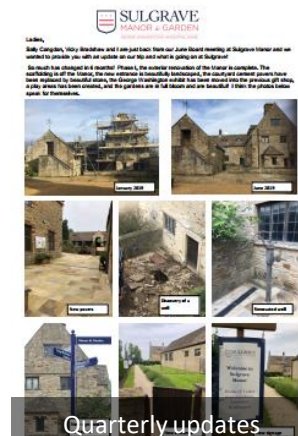 SULGRAVE
MANOR & GARDEN
Ladies,
Sally Congdon, Vicky Bradshaw and I are just back from our June Board meeting at Sulgrave Manor and we
wanted to provide you with an update on our trip and what is going on at Sulgrave!
So much has changed in 6 months! Phase I, the exterior renovation of the Manor is complete. The
scaffolding is off the Manor, the new entrance is beautifully landscaped, the courtyard cement pavers have
been replaced by beautiful stone, the George Washington exhibit has been moved into the previous gift shop,
a play areas has been created, and the gardens are in full bloom and are beautiful! I think the photos below
speak for themselves.
January 2019
June 2019
New pavers
Discovery of a
well
Renovated well
Welcome to
Sulgrave
Manor
Quarterly updates